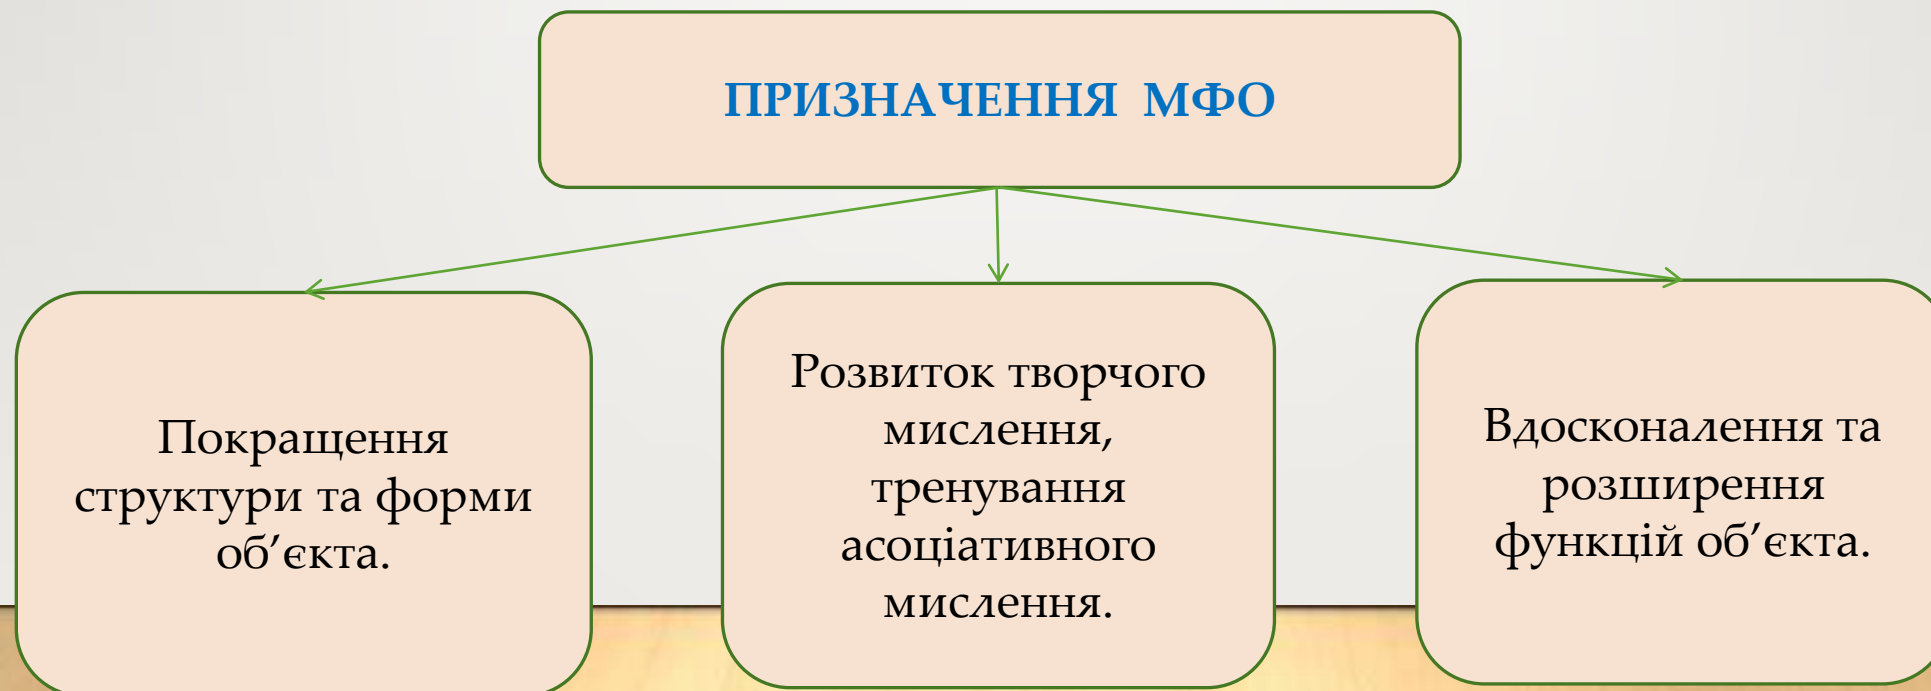 ПРИЗНАЧЕННЯ МФО
Покращення
структури та форми
об’єкта.
Розвиток творчого
мислення,
тренування
асоціативного
мислення.
Вдосконалення та
розширення
функцій об’єкта.